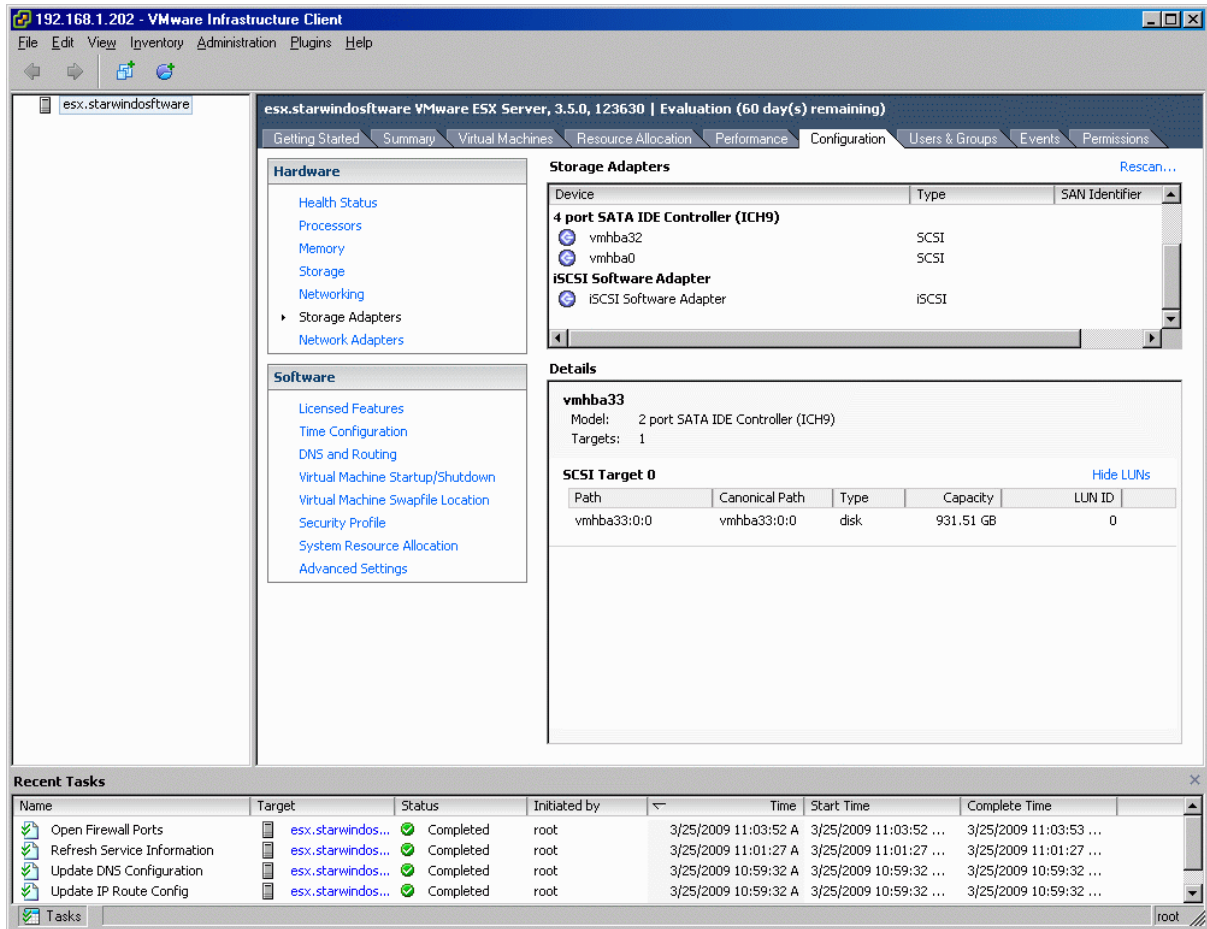 192.168.1.202 - VMware Infrastructure Client
File Edit View Inventory Administration Plugins Help
esx.starwindosftware
esx.starwindosftware VMware ESX Server, 3.5.0, 123630 | Evaluation (60 day(s) remaining)
Getting Started Summary Virtual Machines Resource Allocation Performance Configuration Users & Groups Events Permissions
Hardware
Health Status
Processors
Memory
Storage
Networking
Storage Adapters
Network Adapters
Software
Licensed Features
Time Configuration
DNS and Routing
Virtual Machine Startup/Shutdown
Virtual Machine Swapfile Location
Security Profile
System Resource Allocation
Advanced Settings
Storage Adapters Rescan...
Device Type SAN Identifier
4 port SATA IDE Controller (ICH9)
vmhba32 SCSI
vmhba0 SCSI
iSCSI Software Adapter
iSCSI Software Adapter iSCSI
Details
vmhba33
Model: 2 port SATA IDE Controller (ICH9)
Targets: 1
SCSI Target 0 Hide LUNs
Path Canonical Path Type Capacity LUN ID
vmhba33:0:0 vmhba33:0:0 disk 931.51 GB 0
Recent Tasks
Name Target Status Initiated by Time Start Time Complete Time
Open Firewall Ports esx.starwindos... Completed root 3/25/2009 11:03:52 A 3/25/2009 11:03:52 ... 3/25/2009 11:03:53 ...
Refresh Service Information esx.starwindos... Completed root 3/25/2009 11:01:27 A 3/25/2009 11:01:27 ... 3/25/2009 11:01:27 ...
Update DNS Configuration esx.starwindos... Completed root 3/25/2009 10:59:32 A 3/25/2009 10:59:32 ... 3/25/2009 10:59:32 ...
Update IP Route Config esx.starwindos... Completed root 3/25/2009 10:59:32 A 3/25/2009 10:59:32 ... 3/25/2009 10:59:32 ...
Tasks root